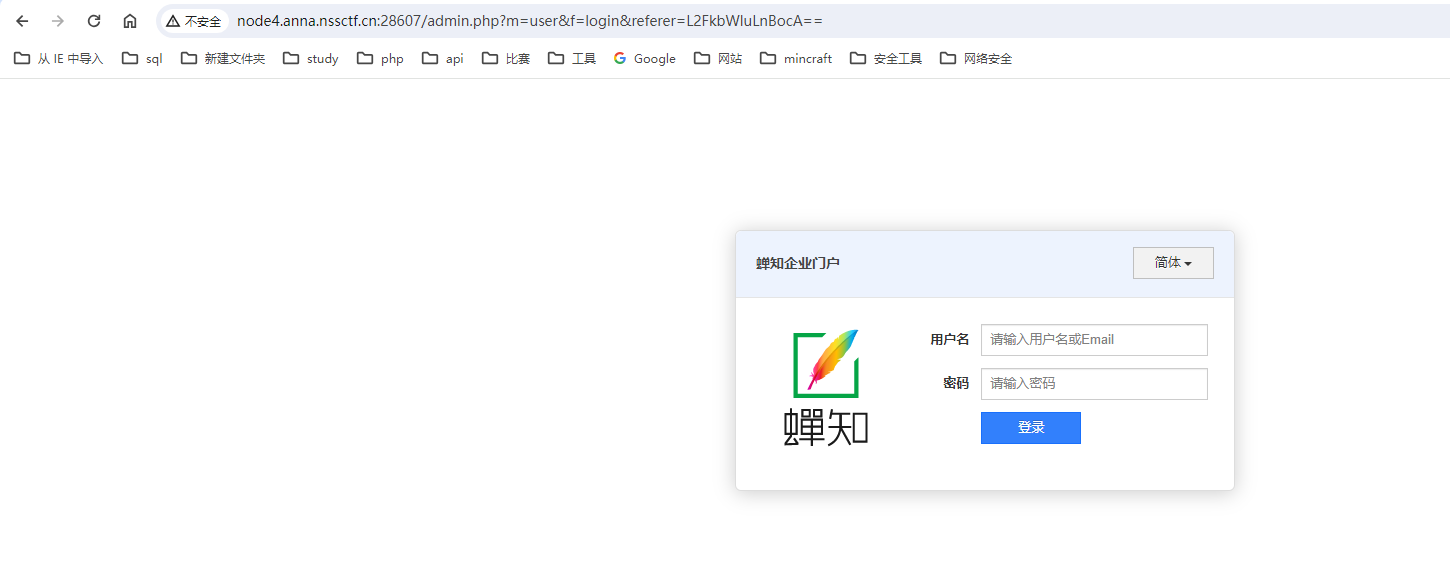 不安全 node4.anna.nssctf.cn:28607/admin.php?m=user&f=login&referer=L2FkbWluLnBocA==
从 IE 中导入 sql 新建文件夹 study php api 比赛 工具 Google 网站 mincraft 安全工具 网络安全
蝉知企业门户 简体
用户名 请输入用户名或Email
密码 请输入密码
登录
蟬知